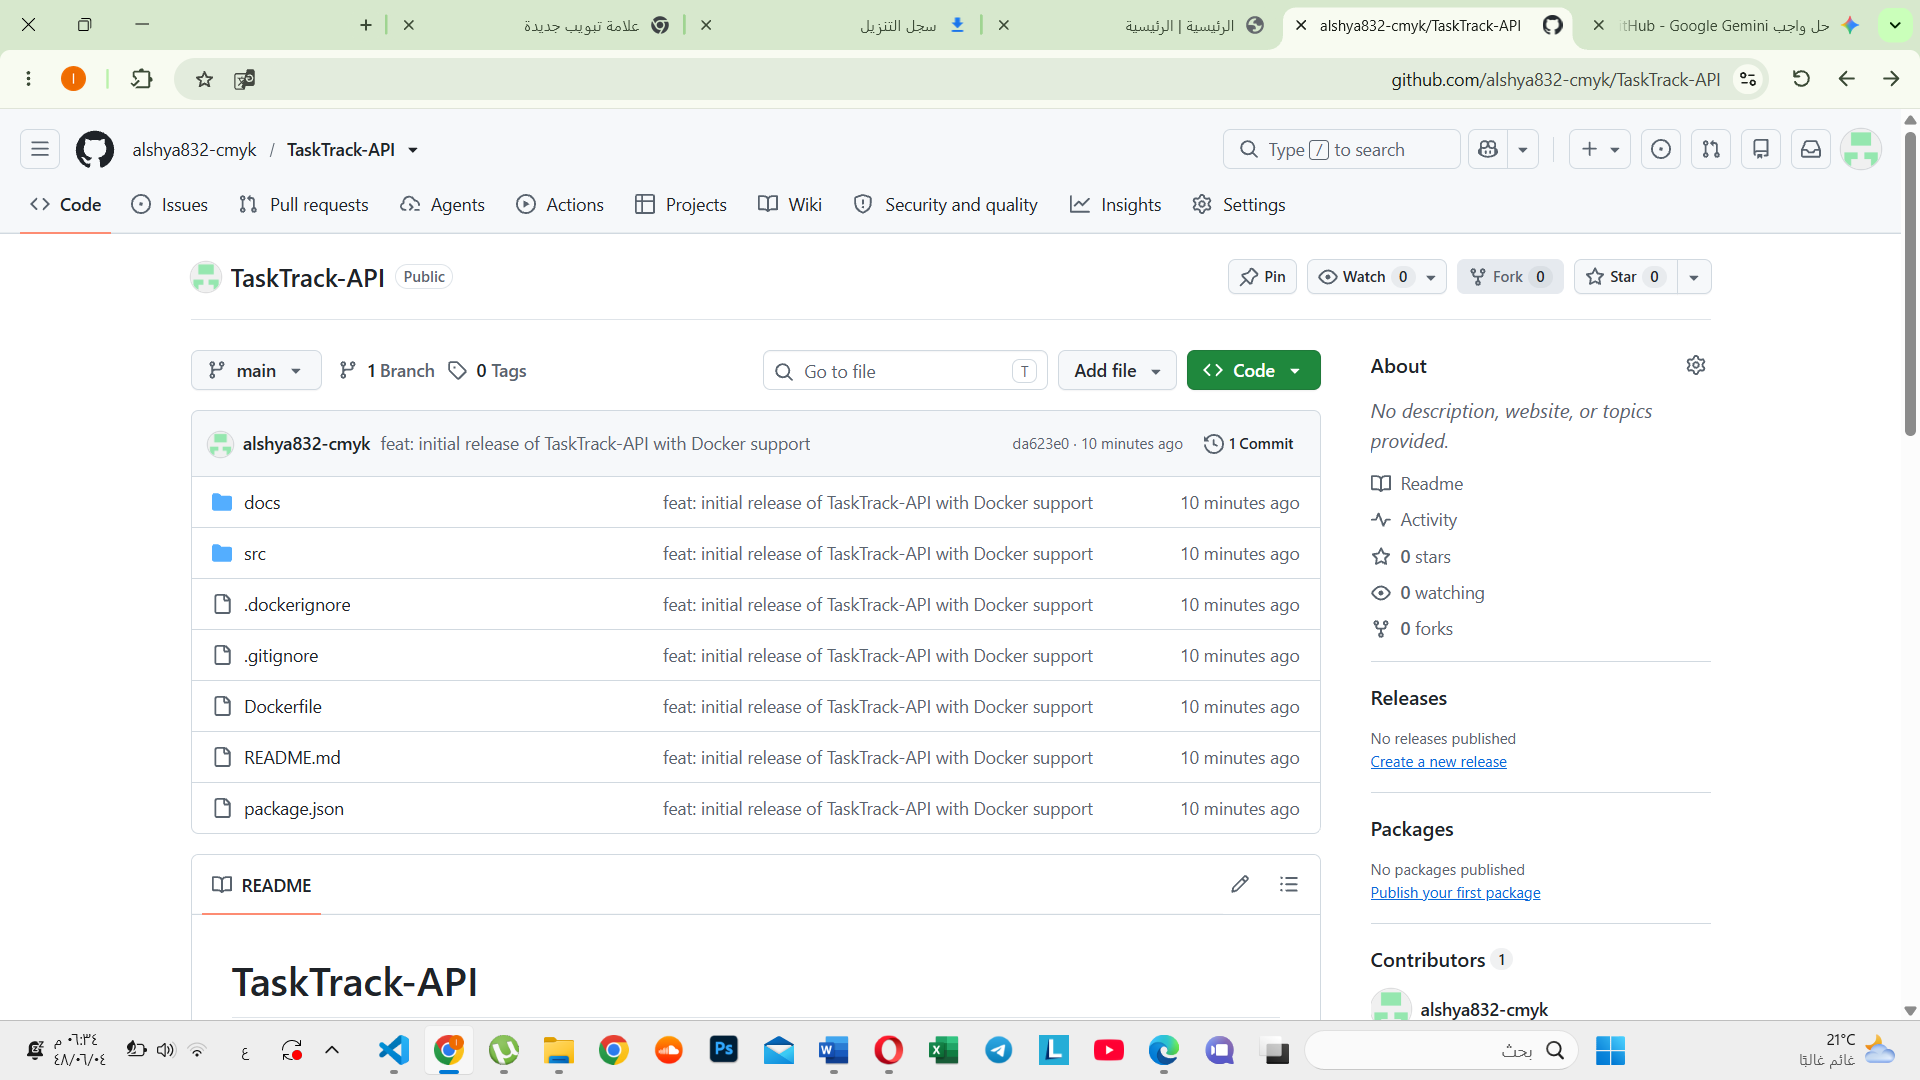 حل واجب itHub - Google Gemini
alshya832-cmyk/TaskTrack-API
الرئيسية | الرئيسية
سجل التنزيل
علامة تبويب جديدة
github.com/alshya832-cmyk/TaskTrack-API
I
alshya832-cmyk / TaskTrack-API
Type / to search
Code
Issues
Pull requests
Agents
Actions
Projects
Wiki
Security and quality
Insights
Settings
TaskTrack-API Public
Pin
Watch 0
Fork 0
Star 0
main
1 Branch
0 Tags
Go to file T
Add file
Code
alshya832-cmyk feat: initial release of TaskTrack-API with Docker support da623e0 · 10 minutes ago 1 Commit
docs feat: initial release of TaskTrack-API with Docker support 10 minutes ago
src feat: initial release of TaskTrack-API with Docker support 10 minutes ago
.dockerignore feat: initial release of TaskTrack-API with Docker support 10 minutes ago
.gitignore feat: initial release of TaskTrack-API with Docker support 10 minutes ago
Dockerfile feat: initial release of TaskTrack-API with Docker support 10 minutes ago
README.md feat: initial release of TaskTrack-API with Docker support 10 minutes ago
package.json feat: initial release of TaskTrack-API with Docker support 10 minutes ago
README
TaskTrack-API
About
No description, website, or topics
provided.
Readme
Activity
0 stars
0 watching
0 forks
Releases
No releases published
Create a new release
Packages
No packages published
Publish your first package
Contributors 1
alshya832-cmyk
21°C
غائم غالبًا
بحث
ع
٠٦:٣٤ م
٤٨/٠٦/٠٤